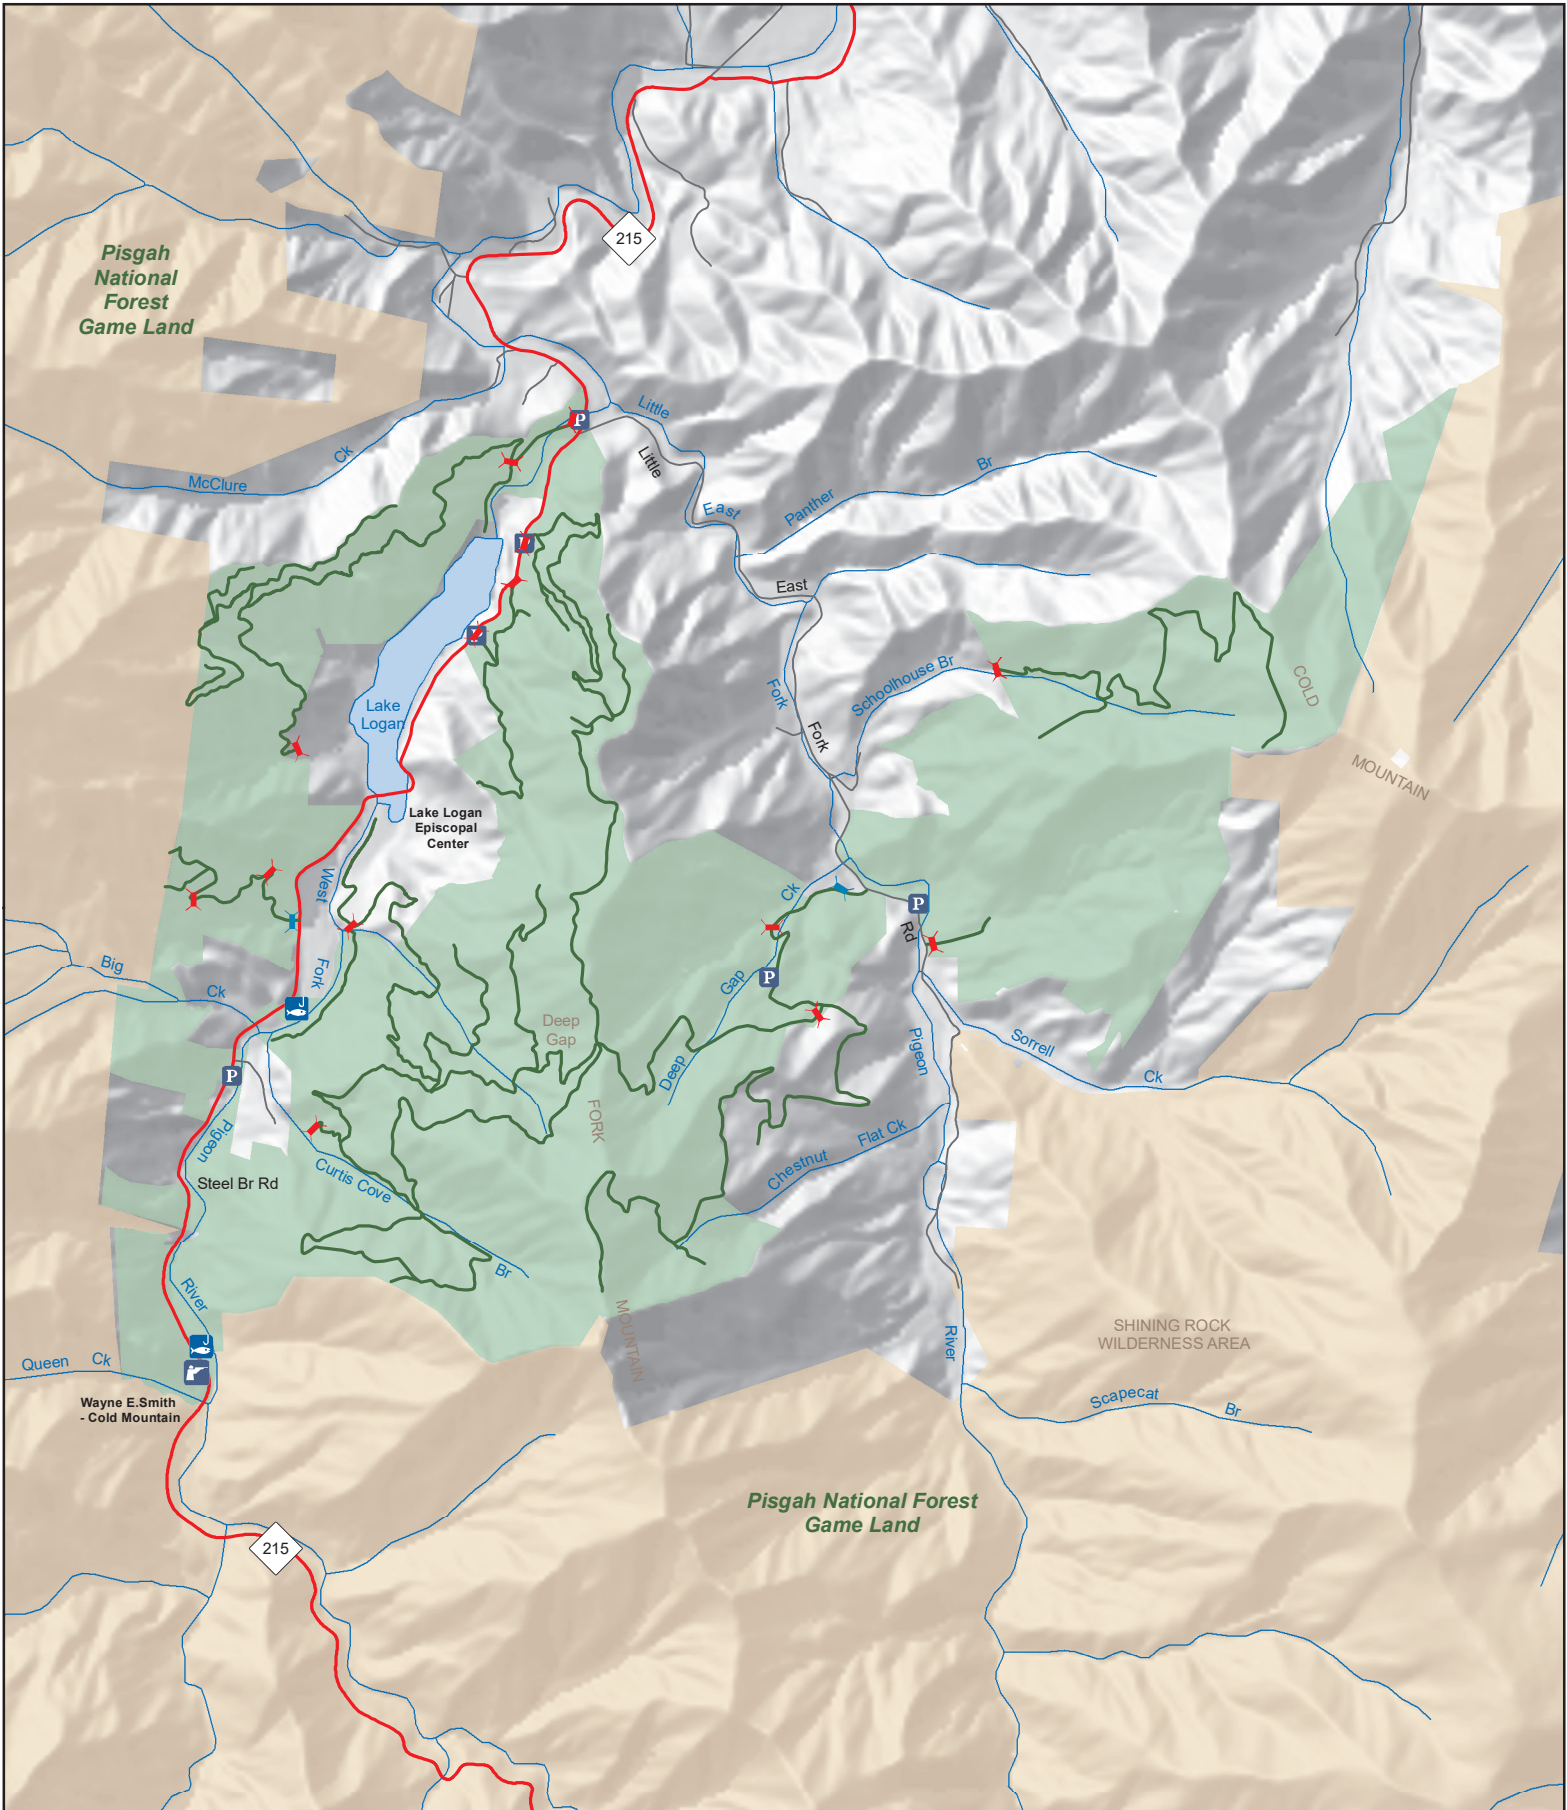 215
Pisgah
National
Forest
Game Land
Little
Little
McClure
Ck
East
Panther
Br
P
P
P
East
Schoolhouse Br
Fork
Fork
COLD
MOUNTAIN
Lake
Logan
Lake Logan
Episcopal
Center
West
Fork
Ck
Gap
Deep
P
P
Rd
Big
Ck
Deep
Gap
Pigeon
Sorrell
Ck
P
FORK
MOUNTAIN
Chestnut
Flat Ck
Pigeon
Steel Br Rd
Curtis Cove
Br
River
River
SHINING ROCK
WILDERNESS AREA
Queen
Ck
Wayne E.Smith
- Cold Mountain
Scapecat
Br
Pisgah National Forest
Game Land
215